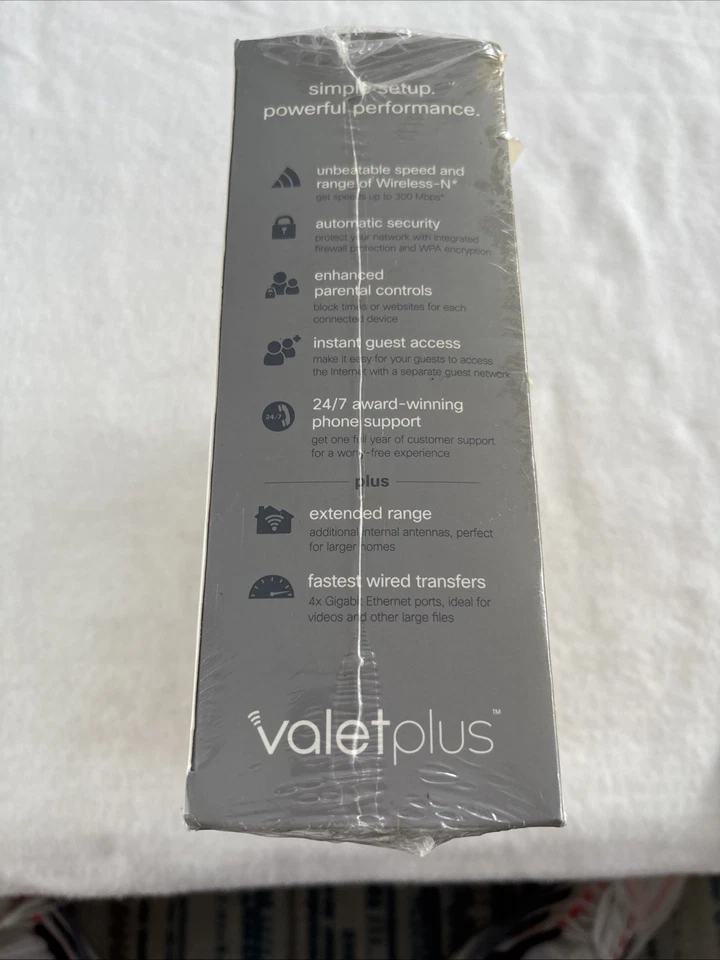 simple setup.
powerful performance.
unbeatable speed and
range of Wireless-N*
get speeds up to 300 Mbps*
automatic security
protect your network with integrated
firewall protection and WPA encryption
enhanced
parental controls
block times or websites for each
connected device
instant guest access
make it easy for your guests to access
the Internet with a separate guest network
24/7
24/7 award-winning
phone support
get one full year of customer support
for a worry-free experience
plus
extended range
additional internal antennas, perfect
for larger homes
fastest wired transfers
4x Gigabit Ethernet ports, ideal for
videos and other large files
valetplus™